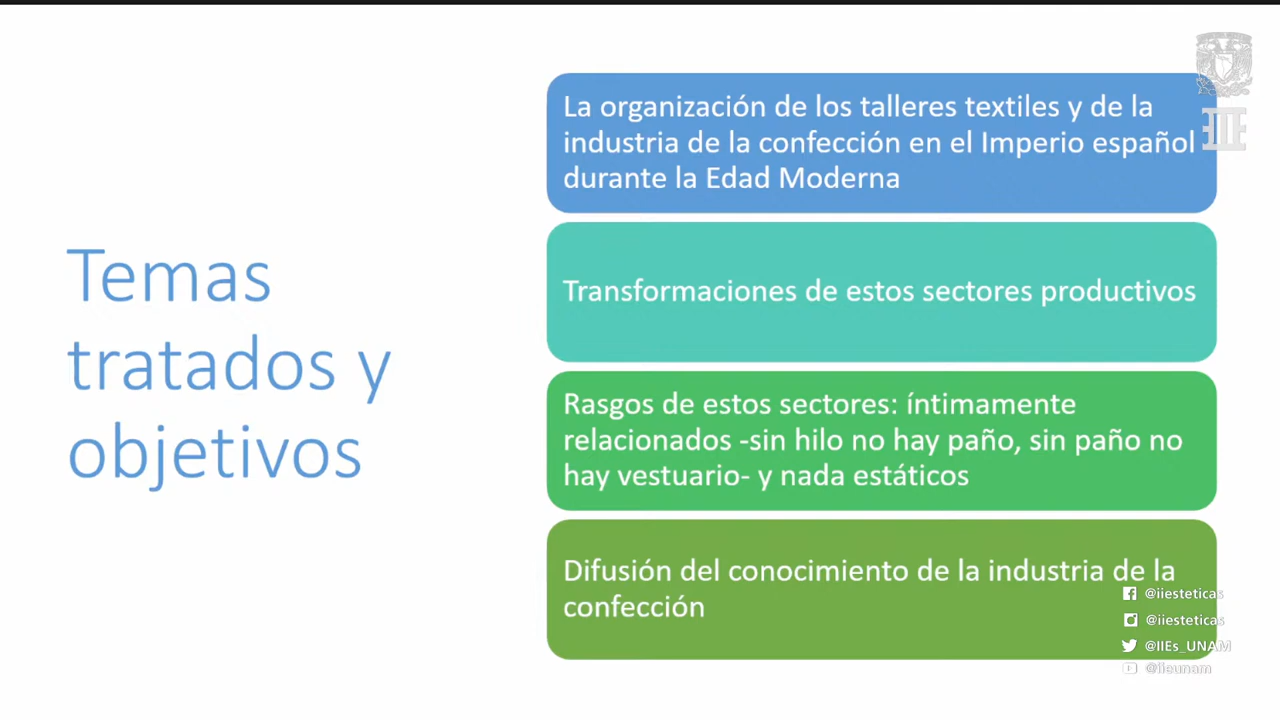 Temas
tratados y
objetivos
La organización de los talleres textiles y de la
industria de la confección en el Imperio español
durante la Edad Moderna
Transformaciones de estos sectores productivos
Rasgos de estos sectores: íntimamente
relacionados -sin hilo no hay paño, sin paño no
hay vestuario- y nada estáticos
Difusión del conocimiento de la industria de la
confección
@iiesteticas
@iiesteticas
@IIEs_UNAM
@iieunam